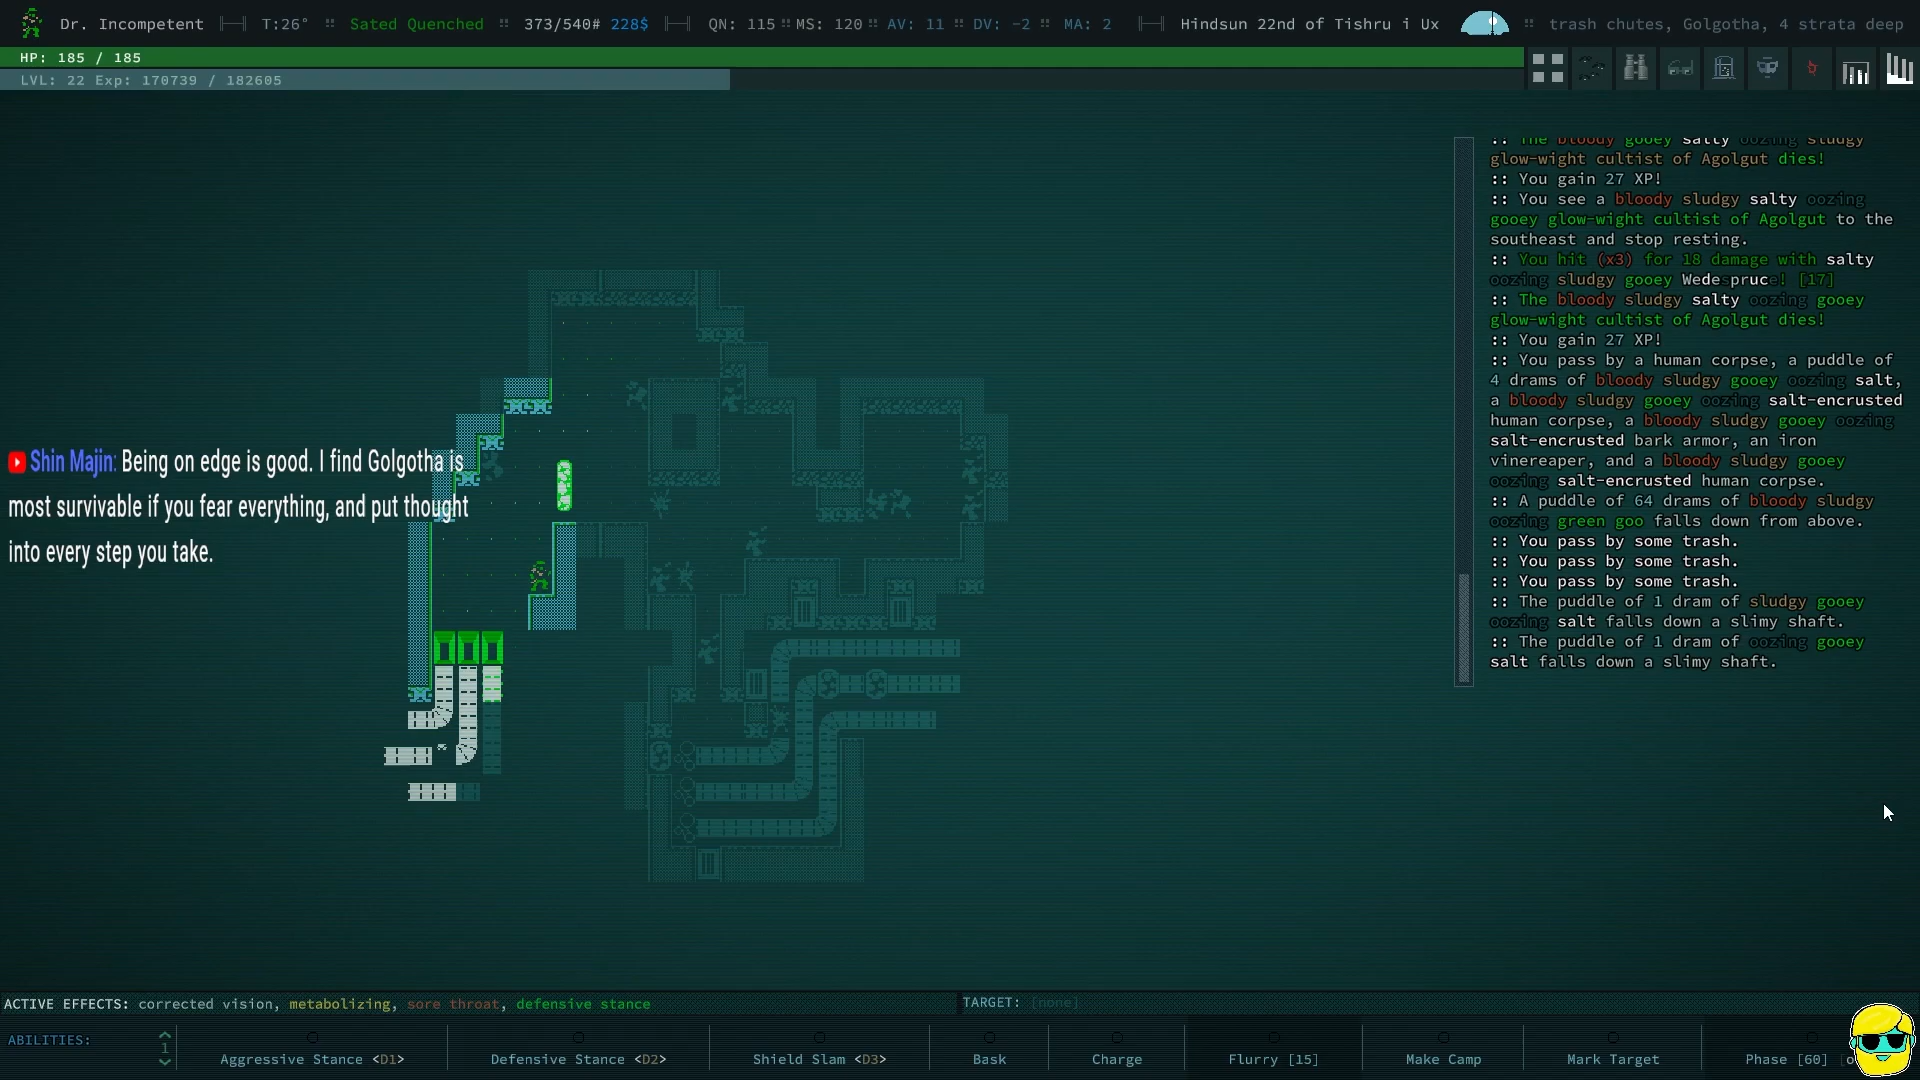 Dr. Incompetent T:26° Sated Quenched 373/540# 228$ QN: 115 MS: 120 AV: 11 DV: -2 MA: 2 Hindsun 22nd of Tishru i Ux trash chutes, Golgotha, 4 strata deep
HP: 185 / 185
LVL: 22 Exp: 170739 / 182605
:: The bloody gooey salty oozing sludgy
glow-wight cultist of Agolgut dies!
:: You gain 27 XP!
:: You see a bloody sludgy salty oozing
gooey glow-wight cultist of Agolgut to the
southeast and stop resting.
:: You hit (x3) for 18 damage with salty
oozing sludgy gooey Wedespruce! [17]
:: The bloody sludgy salty oozing gooey
glow-wight cultist of Agolgut dies!
:: You gain 27 XP!
:: You pass by a human corpse, a puddle of
4 drams of bloody sludgy gooey oozing salt,
a bloody sludgy gooey oozing salt-encrusted
human corpse, a bloody sludgy gooey oozing
salt-encrusted bark armor, an iron
vinereaper, and a bloody sludgy gooey
oozing salt-encrusted human corpse.
:: A puddle of 64 drams of bloody sludgy
oozing green goo falls down from above.
:: You pass by some trash.
:: You pass by some trash.
:: You pass by some trash.
:: The puddle of 1 dram of sludgy gooey
oozing salt falls down a slimy shaft.
:: The puddle of 1 dram of oozing gooey
salt falls down a slimy shaft.
Shin Majin: Being on edge is good. I find Golgotha is
most survivable if you fear everything, and put thought
into every step you take.
ACTIVE EFFECTS: corrected vision, metabolizing, sore throat, defensive stance
TARGET: [none]
ABILITIES: 1 Aggressive Stance <D1> Defensive Stance <D2> Shield Slam <D3> Bask Charge Flurry [15] Make Camp Mark Target Phase [60]